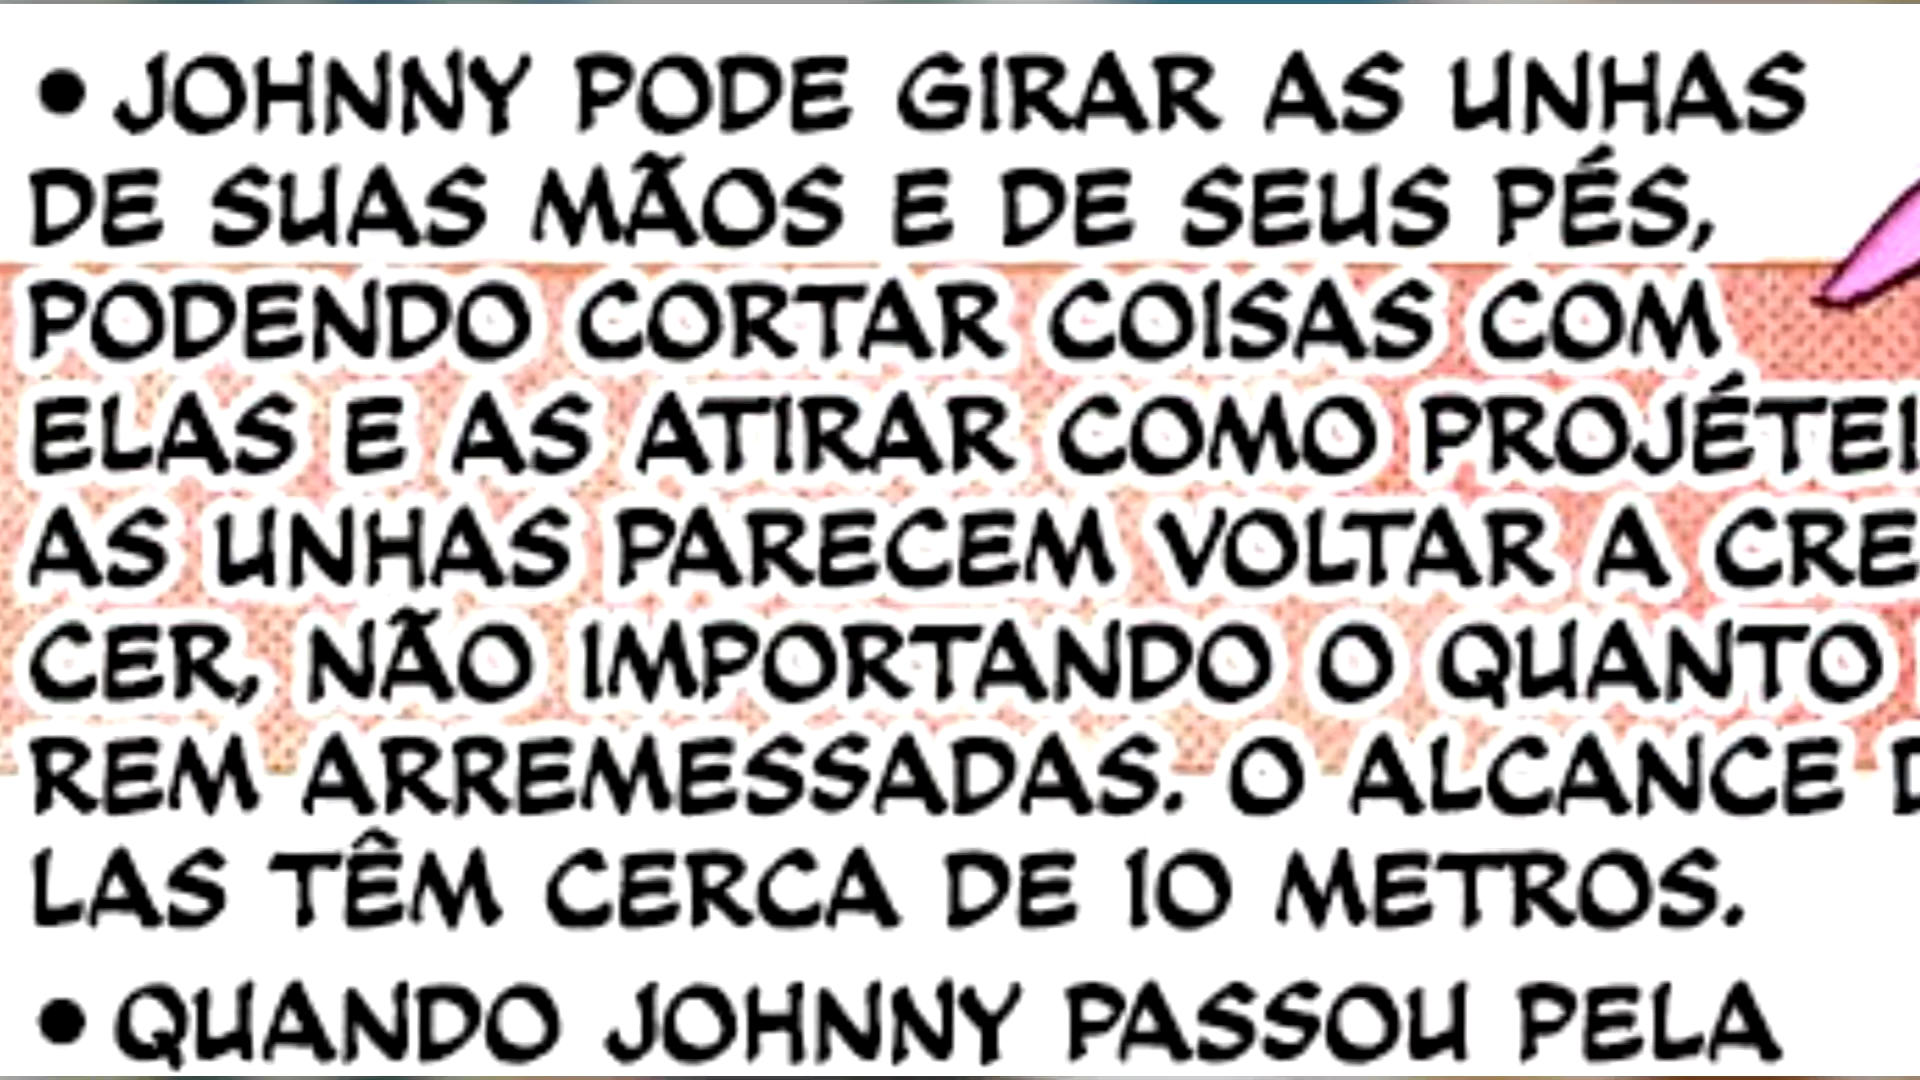 • JOHNNY PODE GIRAR AS UNHAS
DE SUAS MÃOS E DE SEUS PÉS,
PODENDO CORTAR COISAS COM
ELAS E AS ATIRAR COMO PROJÉTEI
AS UNHAS PARECEM VOLTAR A CRE
CER, NÃO IMPORTANDO O QUANTO
REM ARREMESSADAS. O ALCANCE D
LAS TÊM CERCA DE 10 METROS.
• QUANDO JOHNNY PASSOU PELA